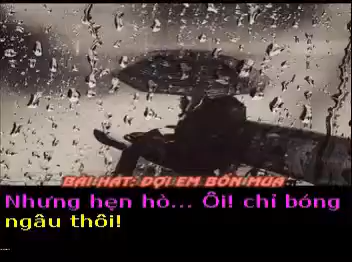 BÀI HÁT: ĐỢI EM BỐN MÙA
Nhưng hẹn hò... Ôi! chỉ bóng
ngâu thôi!